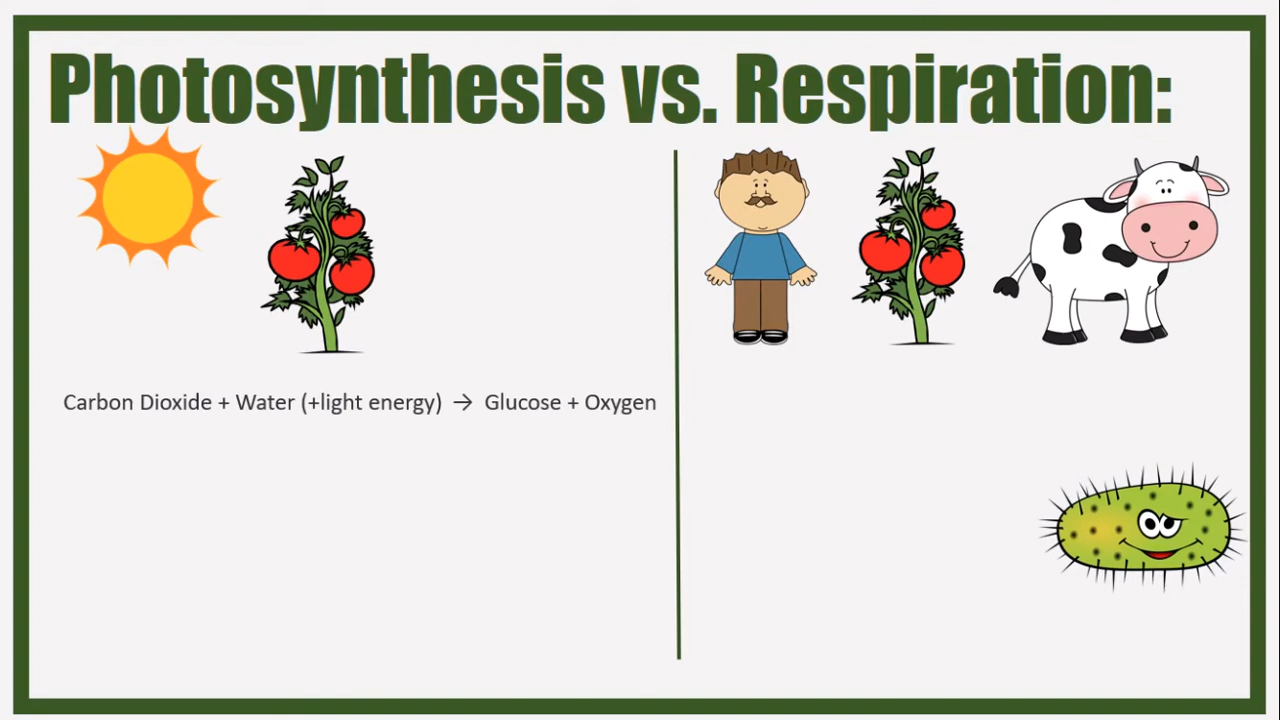 Photosynthesis vs. Respiration:
Carbon Dioxide + Water (+light energy) → Glucose + Oxygen